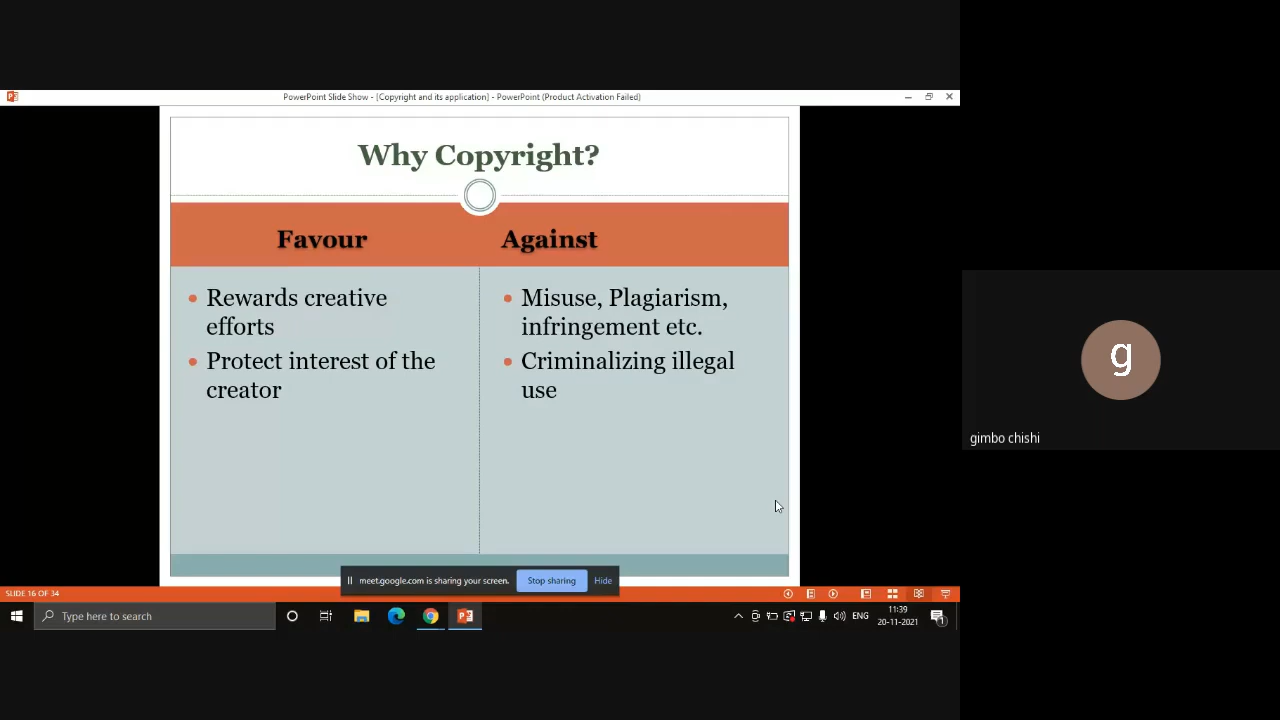 PowerPoint Slide Show - [Copyright and its application] - PowerPoint (Product Activation Failed)
Why Copyright?
Favour
Against
Rewards creative
efforts
Protect interest of the
creator
Misuse, Plagiarism,
infringement etc.
Criminalizing illegal
use
g
gimbo chishi
meet.google.com is sharing your screen.
Stop sharing
Hide
SLIDE 16 OF 34
Type here to search
ENG
11:39
20-11-2021
1